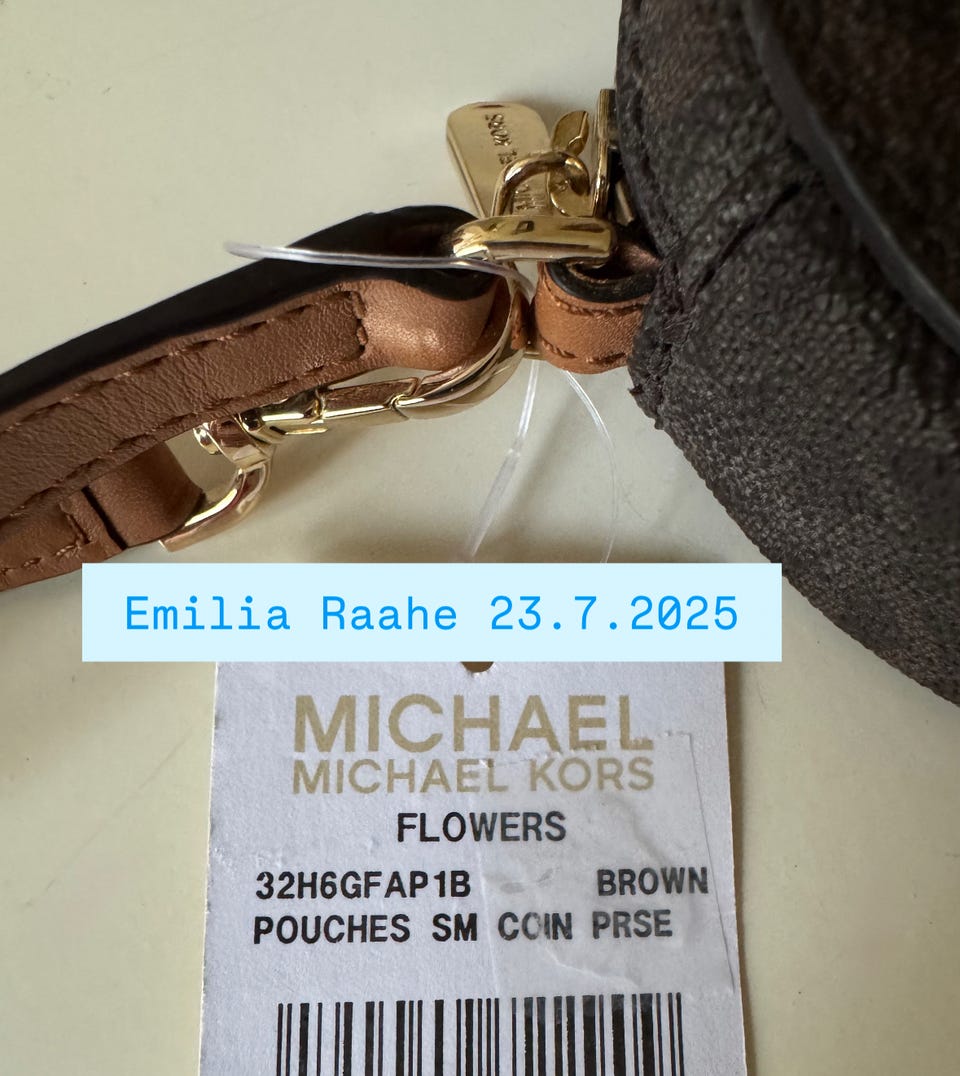 Emilia Raahe 23.7.2025
MICHAEL
MICHAEL KORS
FLOWERS
32H6GFAP1B BROWN
POUCHES SM COIN PRSE